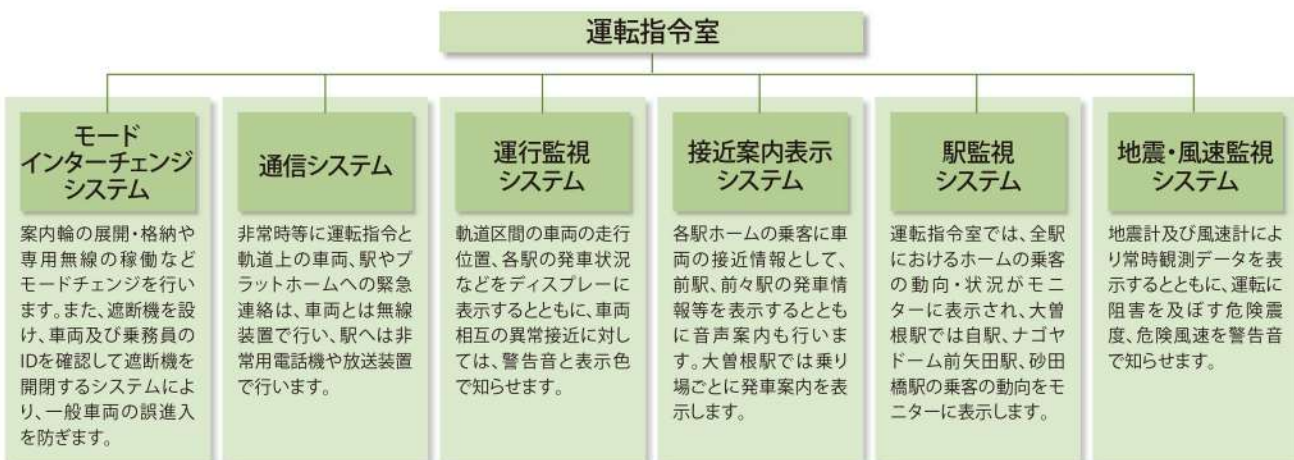 運転指令室
モード
インターチェンジ
システム
案内輪の展開・格納や
専用無線の稼働など
モードチェンジを行い
ます。また、遮断機を設
け、車両及び乗務員の
IDを確認して遮断機を
開閉するシステムによ
り、一般車両の誤進入
を防ぎます。
通信システム
非常時等に運転指令と
軌道上の車両、駅やプ
ラットホームへの緊急
連絡は、車両とは無線
装置で行い、駅へは非
常用電話機や放送装置
で行います。
運行監視
システム
軌道区間の車両の走行
位置、各駅の発車状況
などをディスプレーに
表示するとともに、車両
相互の異常接近に対し
ては、警告音と表示色
で知らせます。
接近案内表示
システム
各駅ホームの乗客に車
両の接近情報として、
前駅、前々駅の発車情
報等を表示するととも
に音声案内も行いま
す。大曽根駅では乗り
場ごとに発車案内を表
示します。
駅監視
システム
運転指令室では、全駅
におけるホームの乗客
の動向・状況がモニ
ターに表示され、大曽
根駅では自駅、ナゴヤ
ドーム前矢田駅、砂田
橋駅の乗客の動向をモ
ニターに表示します。
地震・風速監視
システム
地震計及び風速計によ
り常時観測データを表
示するとともに、運転に
阻害を及ぼす危険震
度、危険風速を警告音
で知らせます。